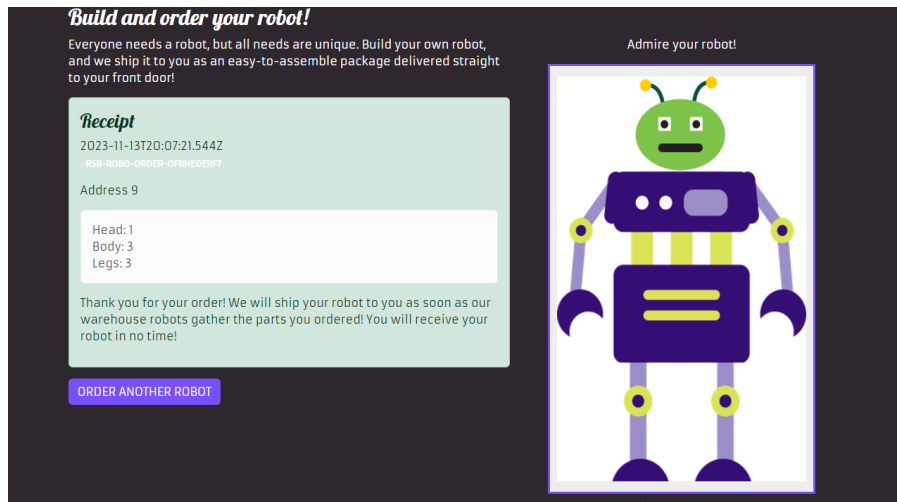 Build and order your robot!
Everyone needs a robot, but all needs are unique. Build your own robot,
and we ship it to you as an easy-to-assemble package delivered straight
to your front door!
Receipt
2023-11-13T20:07:21.544Z
RSB-ROBO-ORDER-OFRHE0ERF7
Address 9
Head: 1
Body: 3
Legs: 3
Thank you for your order! We will ship your robot to you as soon as our
warehouse robots gather the parts you ordered! You will receive your
robot in no time!
ORDER ANOTHER ROBOT
Admire your robot!